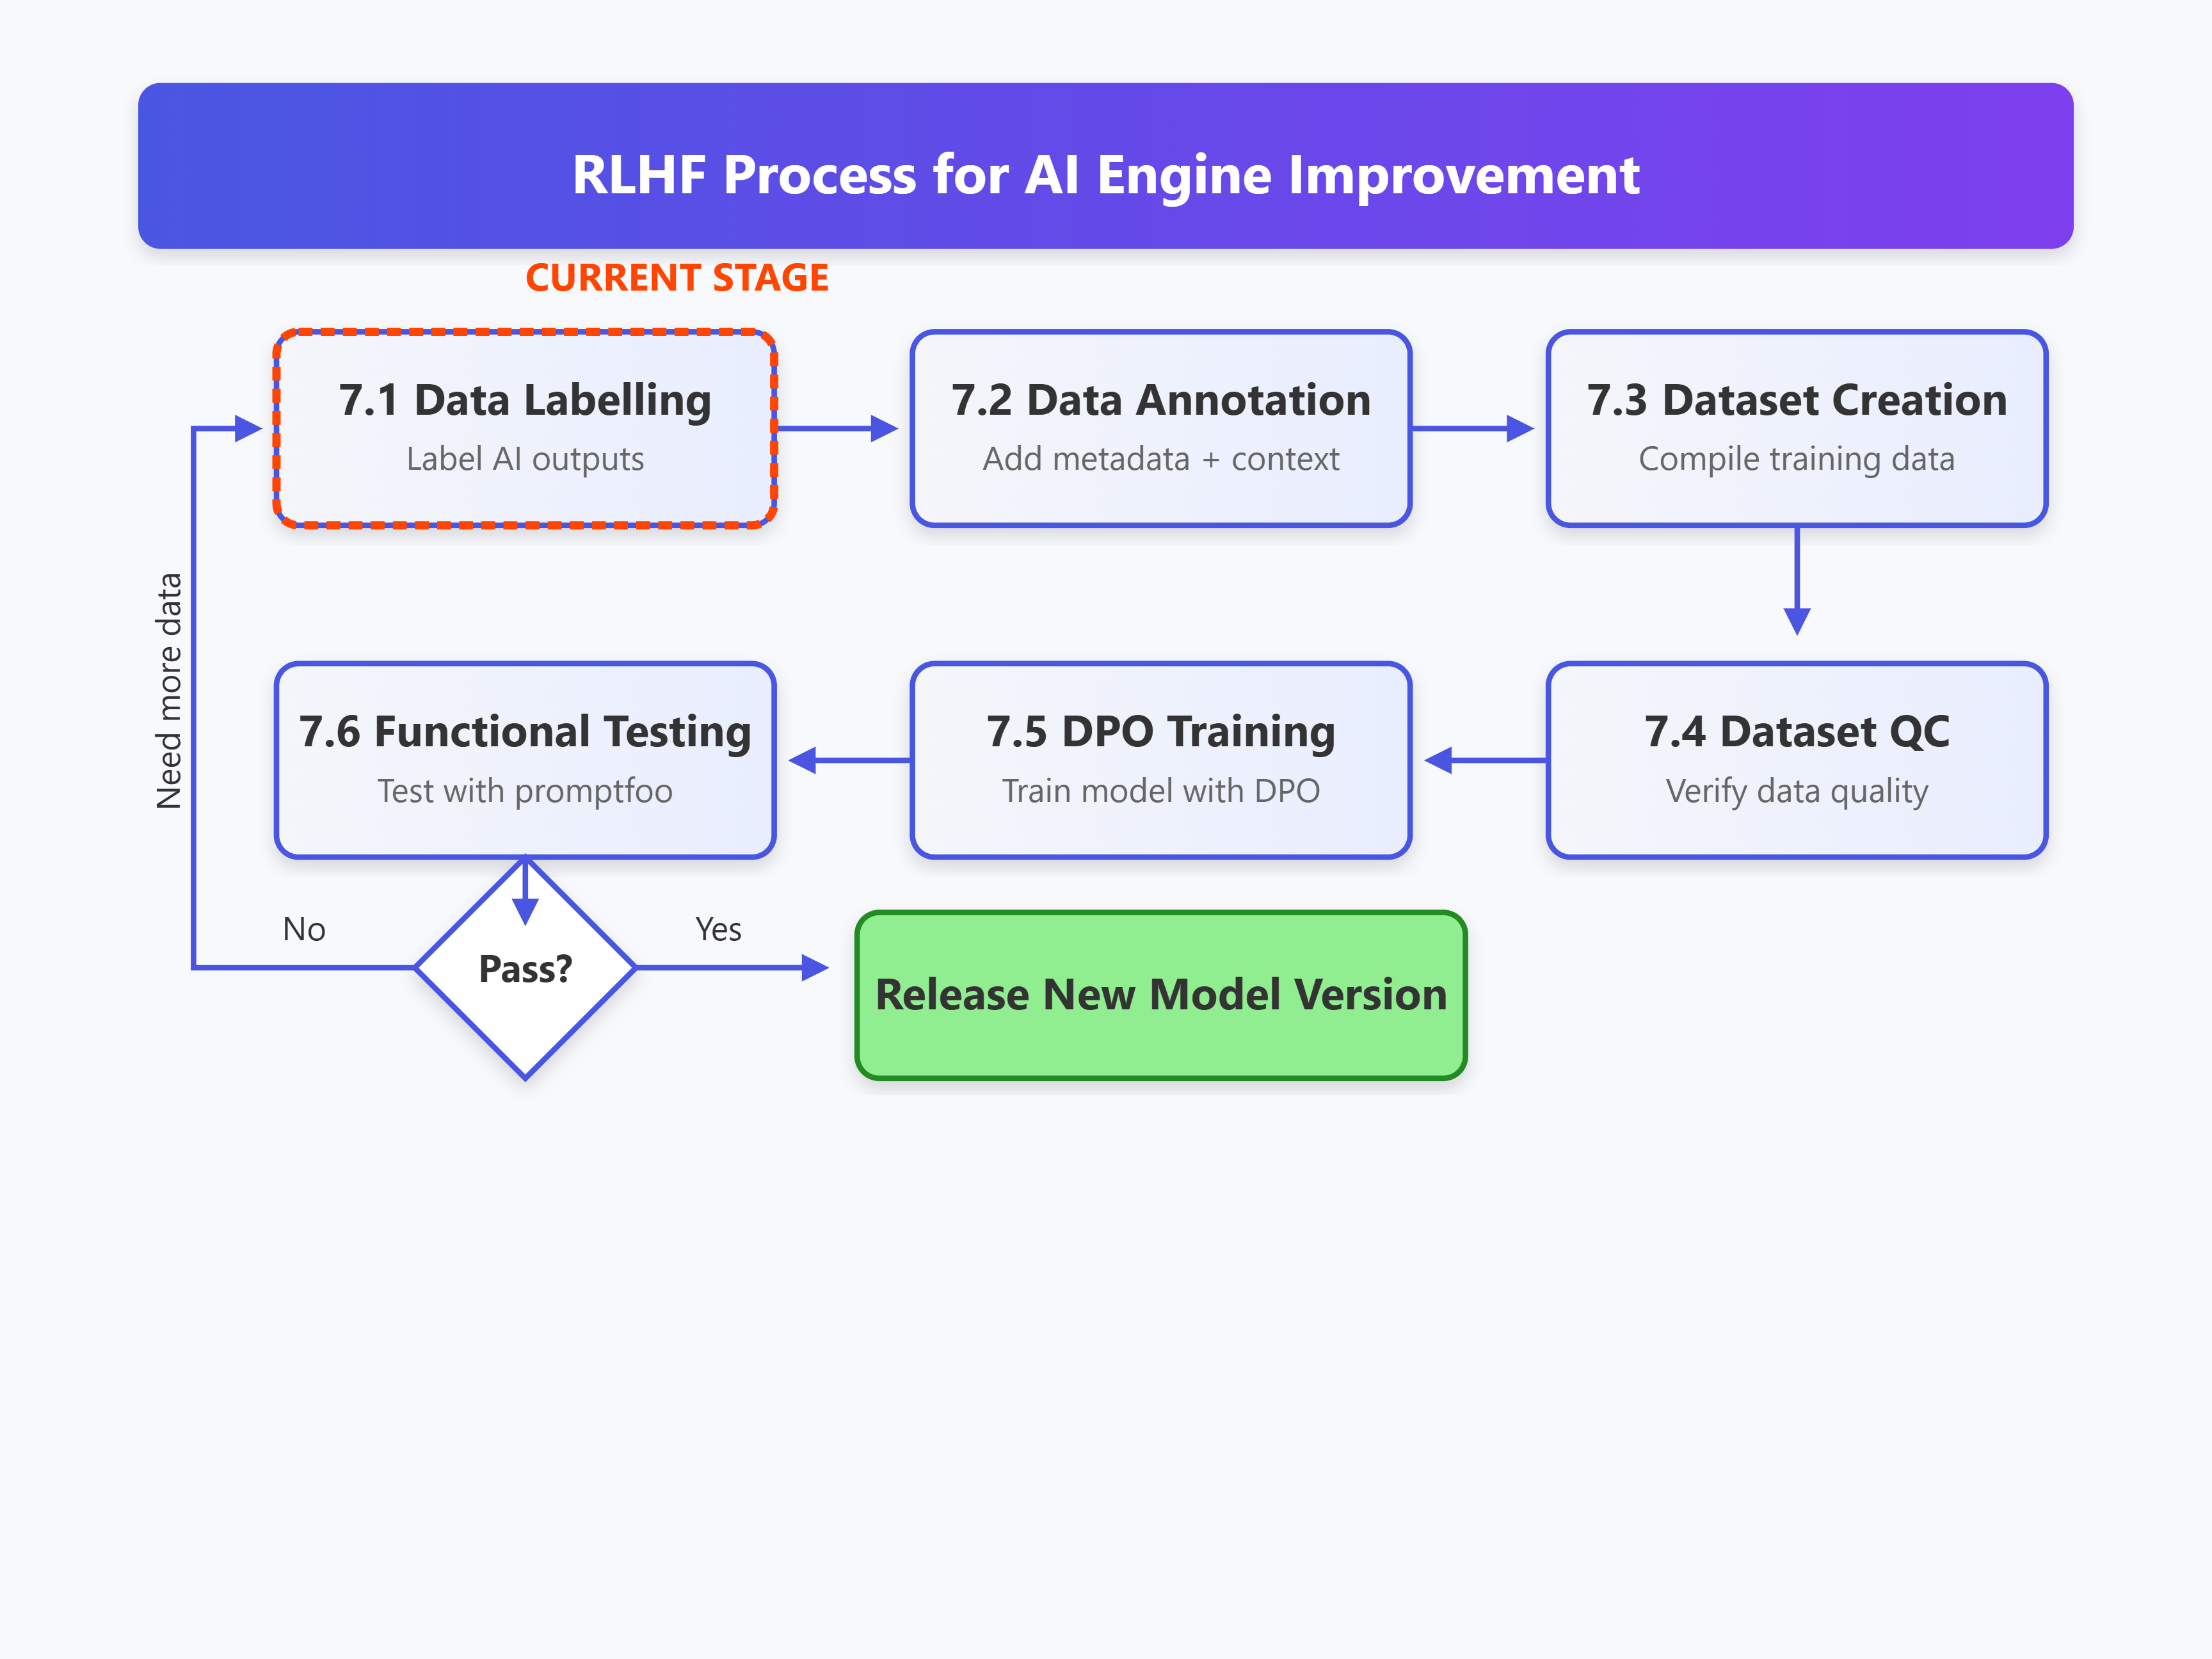 RLHF Process for AI Engine Improvement
CURRENT STAGE
7.1 Data Labelling
Label AI outputs
7.2 Data Annotation
Add metadata + context
7.3 Dataset Creation
Compile training data
Need more data
7.6 Functional Testing
Test with promptfoo
7.5 DPO Training
Train model with DPO
7.4 Dataset QC
Verify data quality
No
Pass?
Yes
Release New Model Version